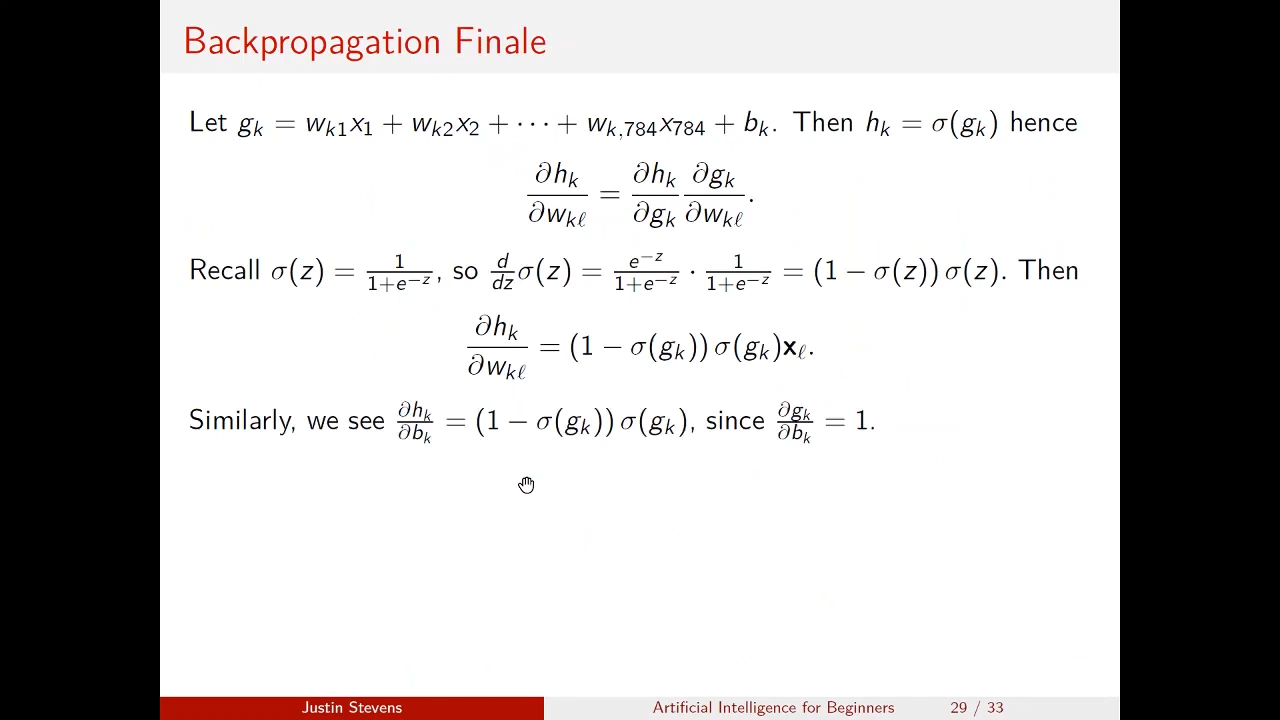 Backpropagation Finale
Let g_k = w_{k1}x_1 + w_{k2}x_2 + ··· + w_{k,784}x_{784} + b_k. Then h_k = σ(g_k) hence
∂h_k/∂w_{kℓ} = ∂h_k/∂g_k ∂g_k/∂w_{kℓ}.
Recall σ(z) = 1/(1+e^{−z}), so d/dz σ(z) = e^{−z}/(1+e^{−z}) · 1/(1+e^{−z}) = (1 − σ(z)) σ(z). Then
∂h_k/∂w_{kℓ} = (1 − σ(g_k)) σ(g_k)x_ℓ.
Similarly, we see ∂h_k/∂b_k = (1 − σ(g_k)) σ(g_k), since ∂g_k/∂b_k = 1.
Justin Stevens Artificial Intelligence for Beginners 29 / 33